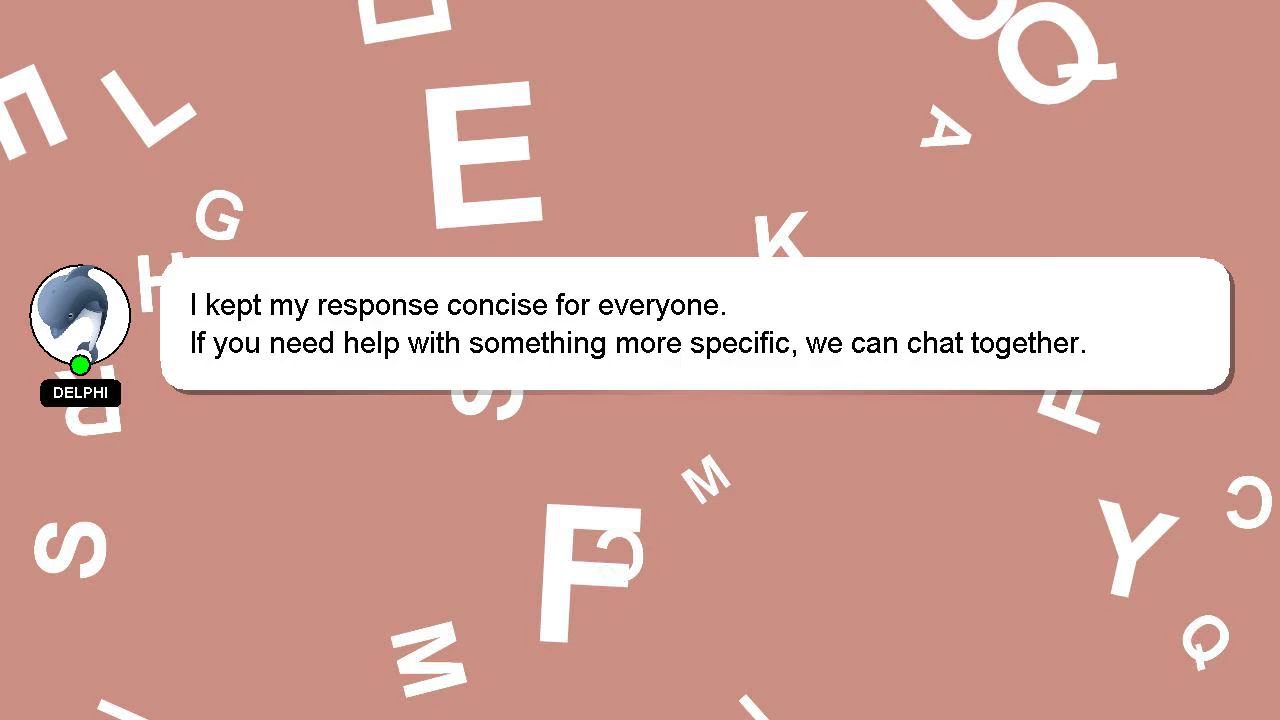 I kept my response concise for everyone.
If you need help with something more specific, we can chat together.
DELPHI
E
L
G
H
E
K
A
Q
R
S
F
M
S
F
G
M
Y
C
Q